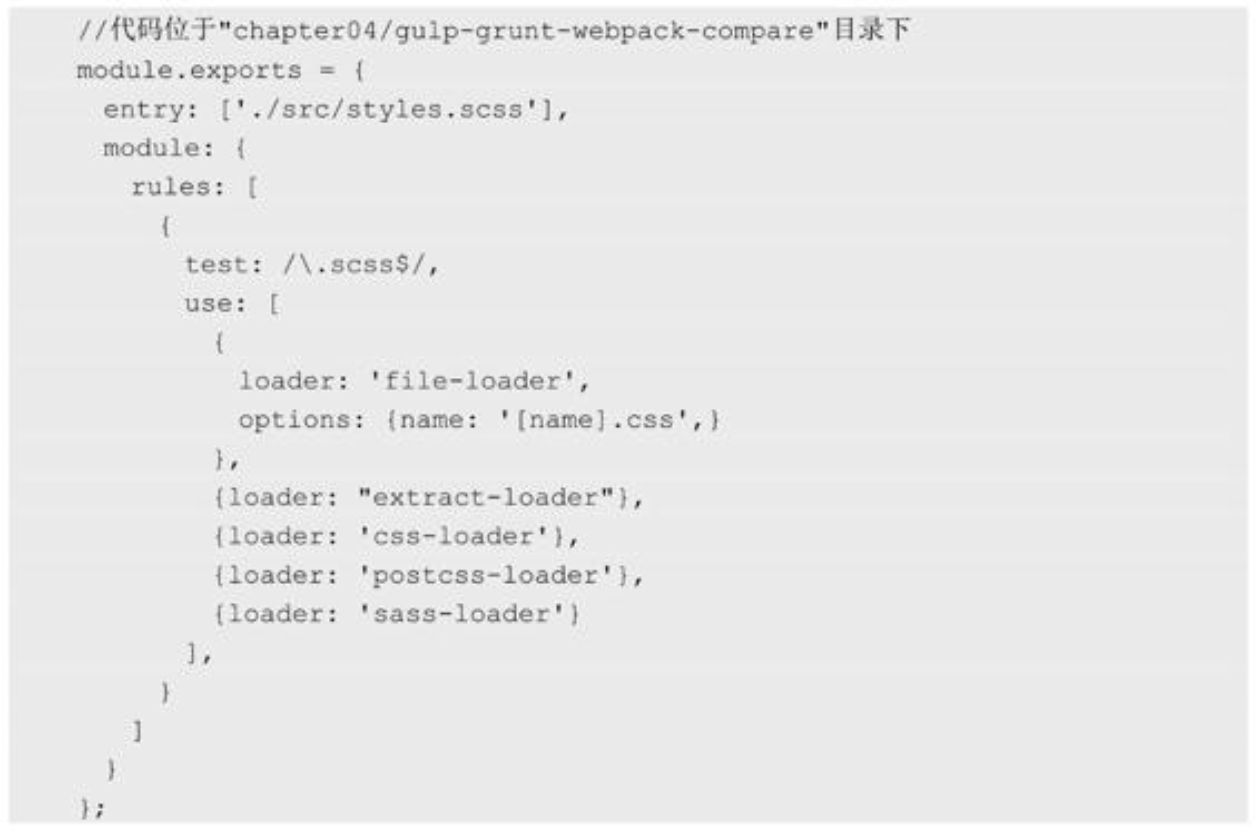 //代码位于"chapter04/gulp-grunt-webpack-compare"目录下
module.exports = {
  entry: ['./src/styles.scss'],
  module: {
    rules: [
      {
        test: /\.scss$/,
        use: [
          {
            loader: 'file-loader',
            options: {name: '[name].css',}
          },
          {loader: "extract-loader"},
          {loader: 'css-loader'},
          {loader: 'postcss-loader'},
          {loader: 'sass-loader'}
        ],
      }
    ]
  }
};